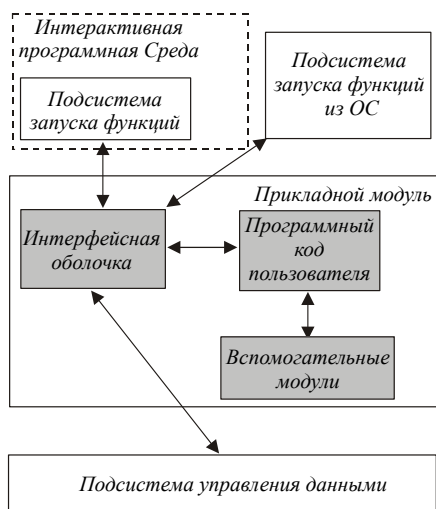 Интерактивная
программная Среда
Подсистема
запуска функций
Подсистема
запуска функций
из ОС
Прикладной модуль
Интерфейсная
оболочка
Программный
код
пользователя
Вспомогательные
модули
Подсистема управления данными